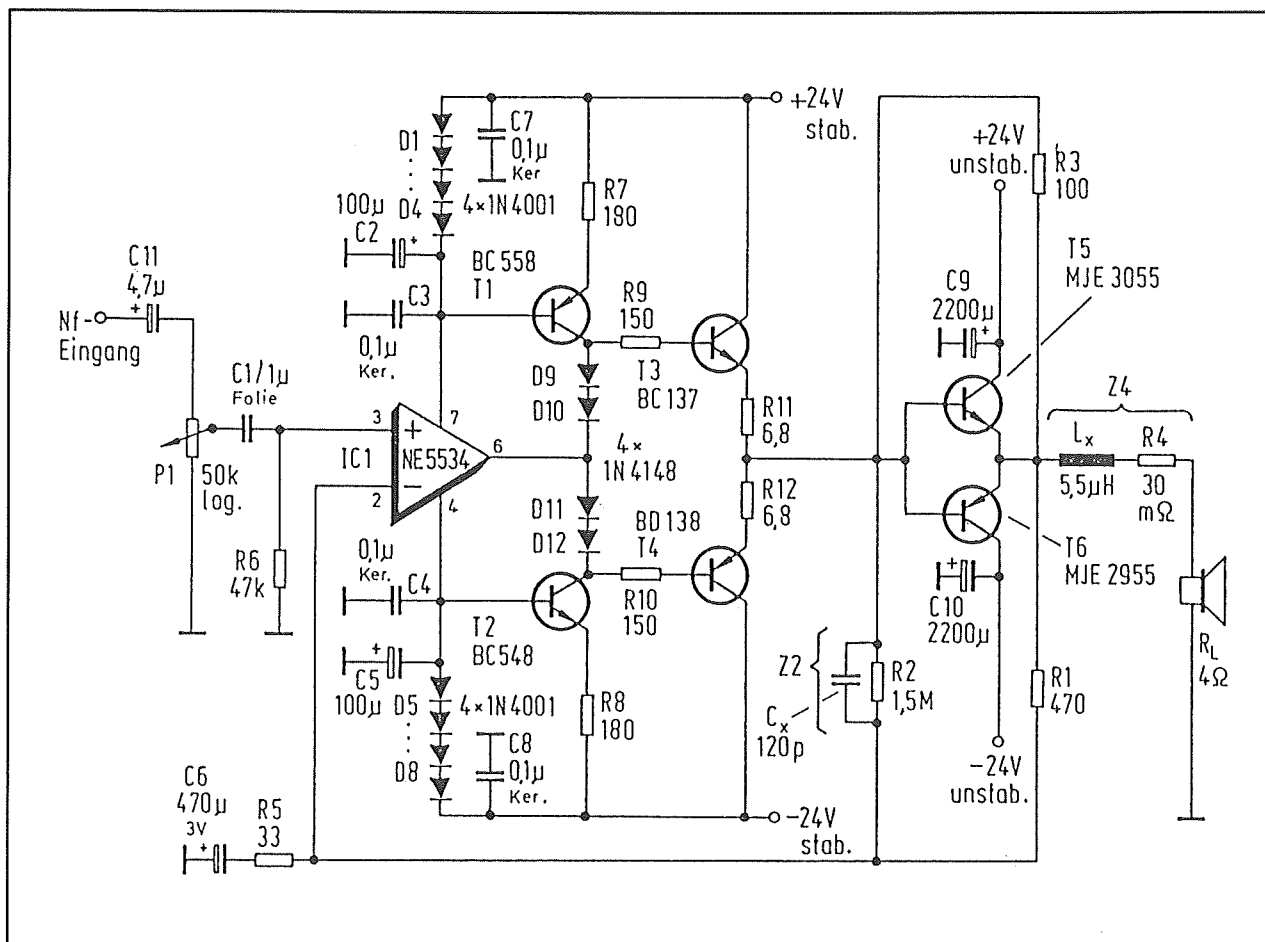 +24V
stab.
C7
0,1µ
Ker
D1
D4
4×1N4001
100µ
C2
+
R7
180
+24V
unstab.
R3
100
C11
4,7µ
+
Nf-
Eingang
BC558
T1
C3
0,1µ
Ker.
R9
150
T3
BC137
C9
2200µ
+
T5
MJE 3055
C1/1µ
Folie
D9
D10
R11
6,8
Z4
P1
50k
log.
3
+
7
IC1
NE5534
6
2
−
4
4×
1N4148
Lx
5,5µH
R4
30
mΩ
D11
D12
BD138
T4
R12
6,8
R6
47k
0,1µ
Ker.
C4
R10
150
T6
MJE 2955
+
C10
2200µ
T2
BC548
+
C5
100µ
D5
D8
4×1N4001
R8
180
Z2
Cx
120p
R2
1,5M
R1
470
RL
4Ω
C8
0,1µ
Ker.
−24V
unstab.
C6
470µ
3V
+
R5
33
−24V
stab.